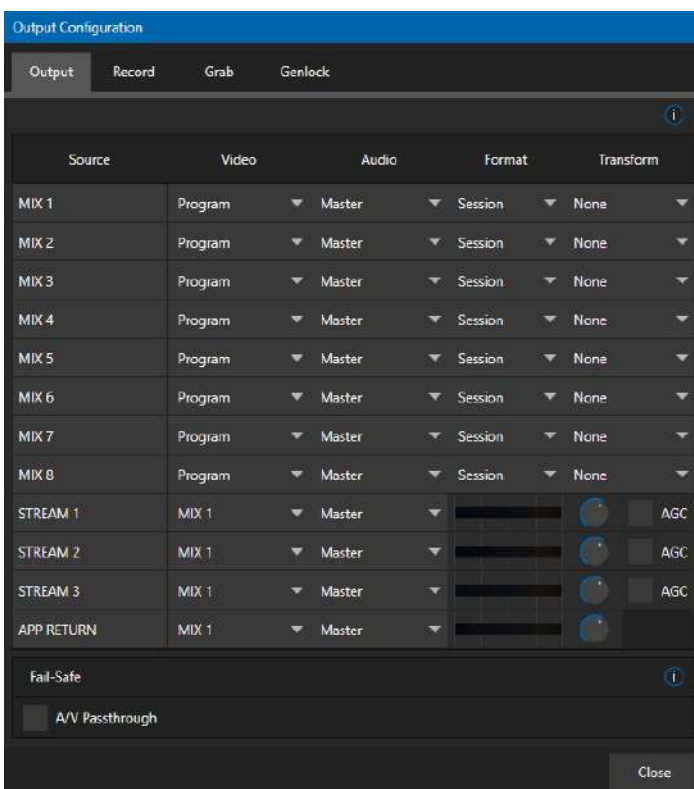 Output Configuration
Output Record Grab Genlock
i
Source Video Audio Format Transform
MIX 1 Program Master Session None
MIX 2 Program Master Session None
MIX 3 Program Master Session None
MIX 4 Program Master Session None
MIX 5 Program Master Session None
MIX 6 Program Master Session None
MIX 7 Program Master Session None
MIX 8 Program Master Session None
STREAM 1 MIX 1 Master AGC
STREAM 2 MIX 1 Master AGC
STREAM 3 MIX 1 Master AGC
APP RETURN MIX 1 Master
Fail-Safe i
A/V Passthrough
Close